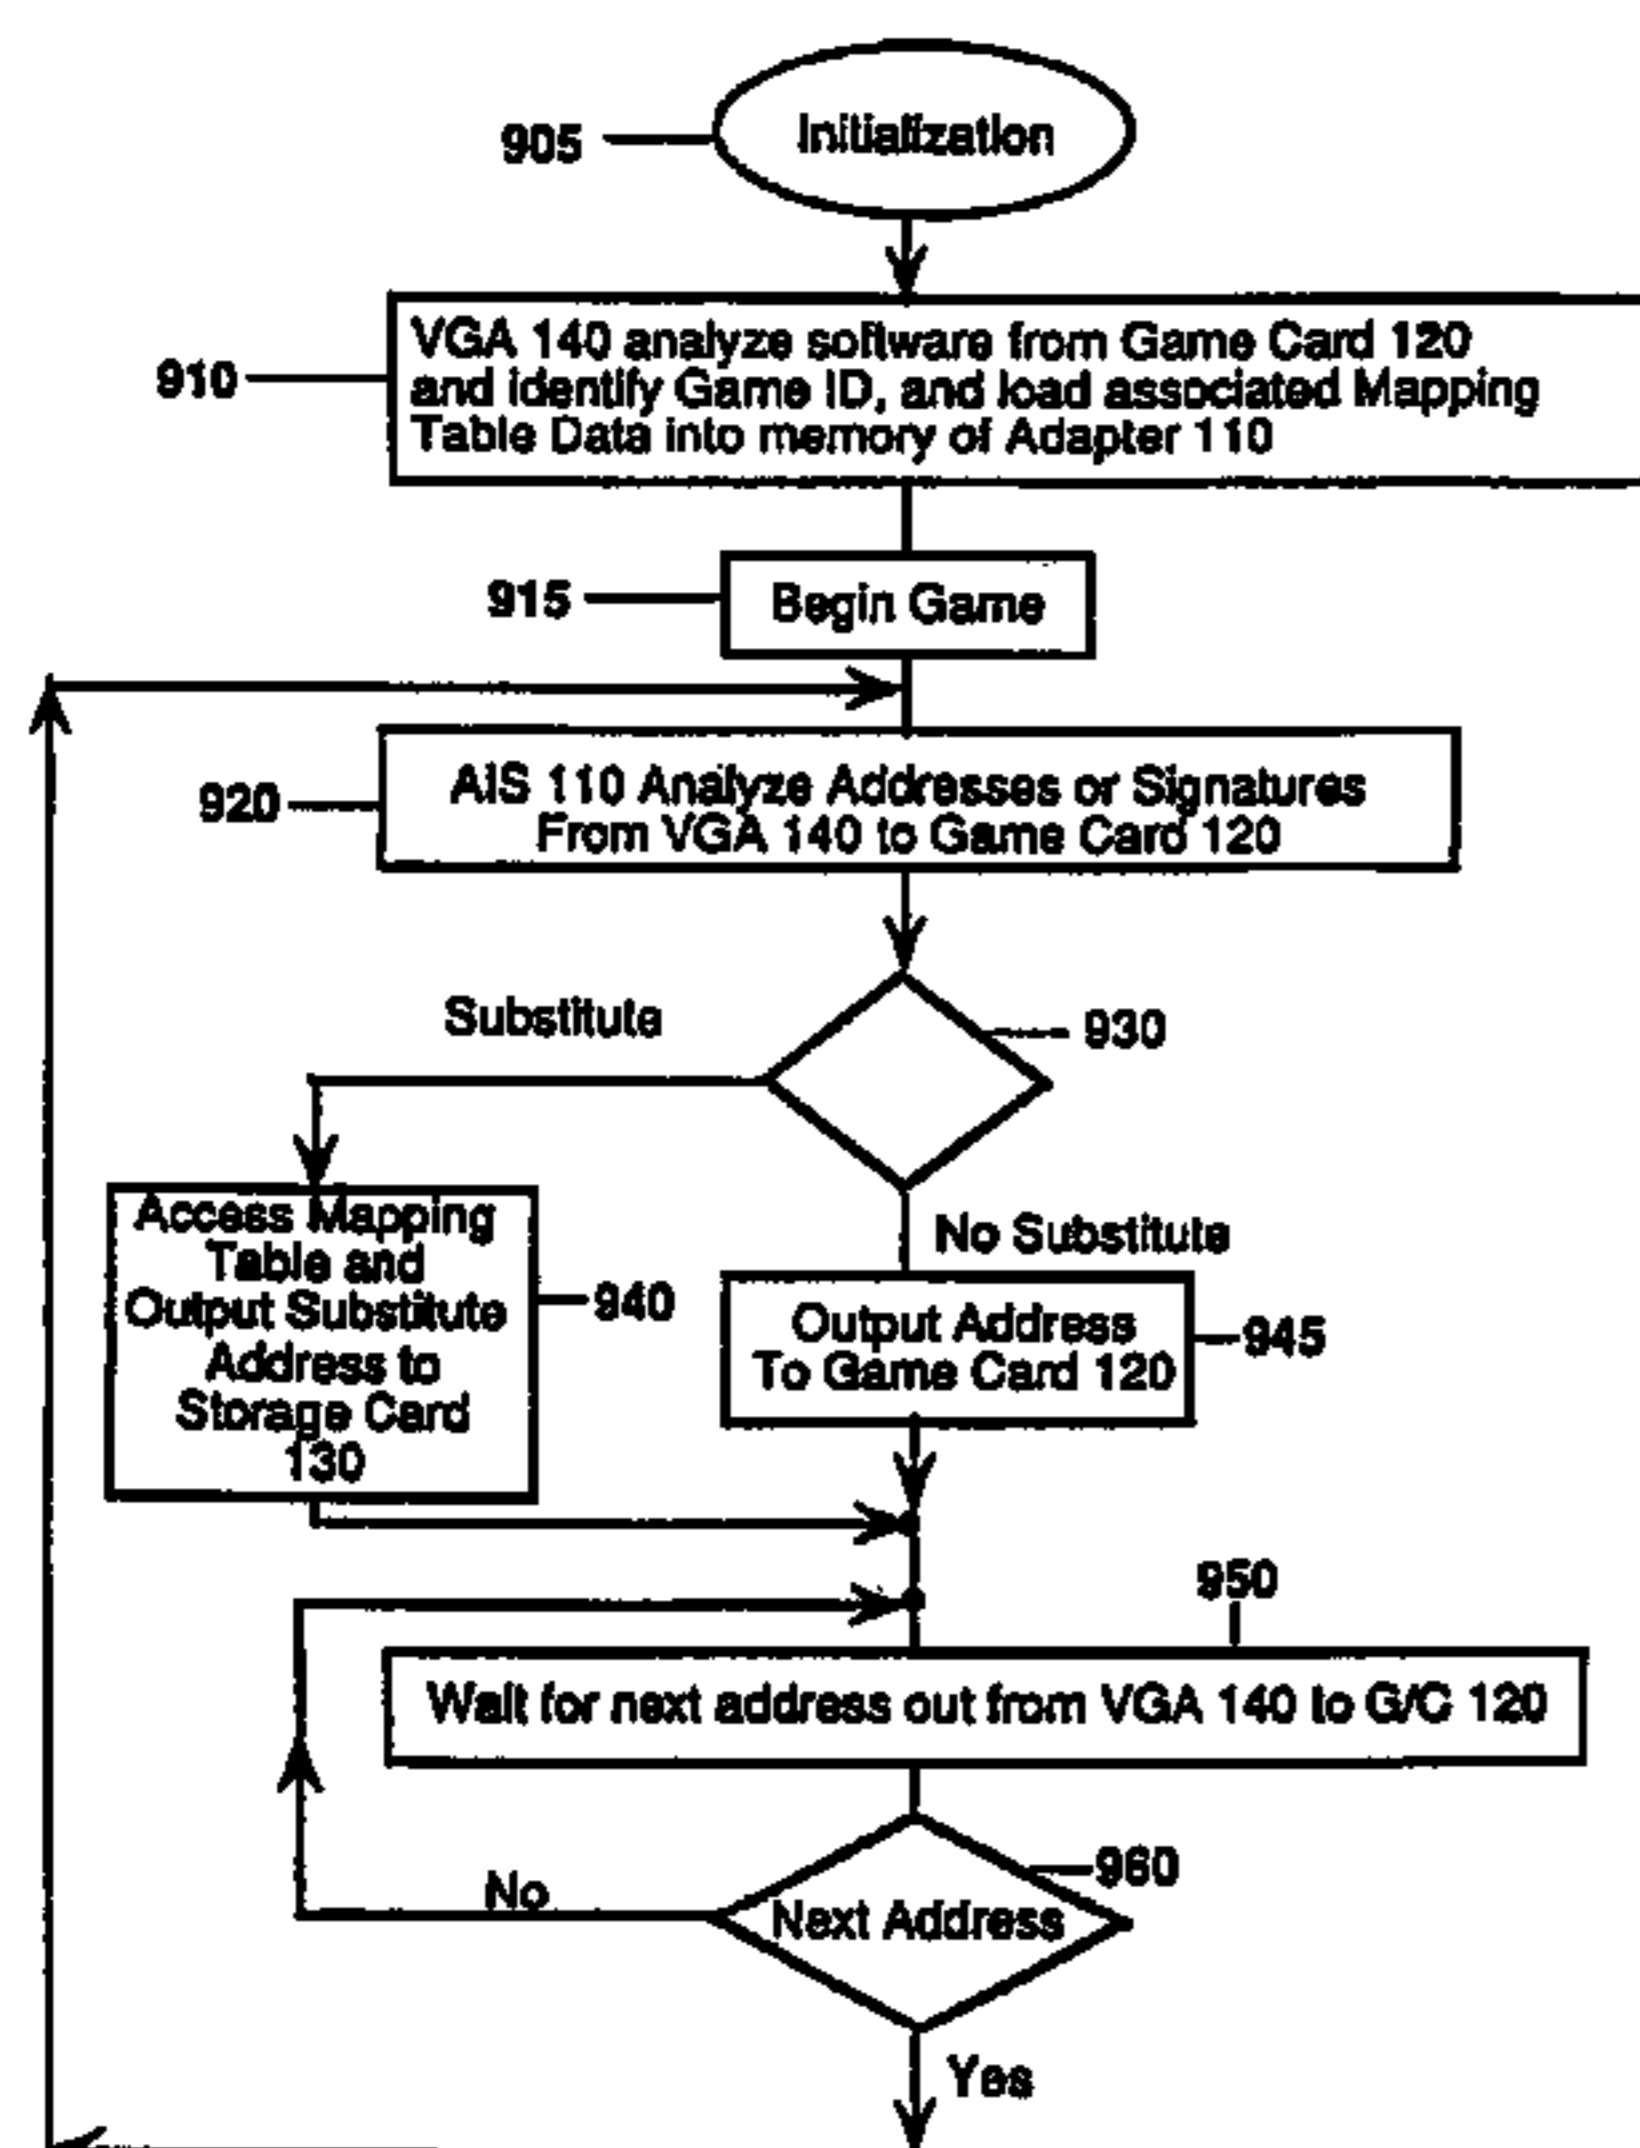 905
Initialization
910
VGA 140 analyze software from Game Card 120
and identify Game ID, and load associated Mapping
Table Data into memory of Adapter 110
915
Begin Game
920
AIS 110 Analyze Addresses or Signatures
From VGA 140 to Game Card 120
Substitute
930
No Substitute
Access Mapping
Table and
Output Substitute
Address to
Storage Card
130
940
Output Address
To Game Card 120
945
950
Wait for next address out from VGA 140 to G/C 120
960
No
Next Address
Yes